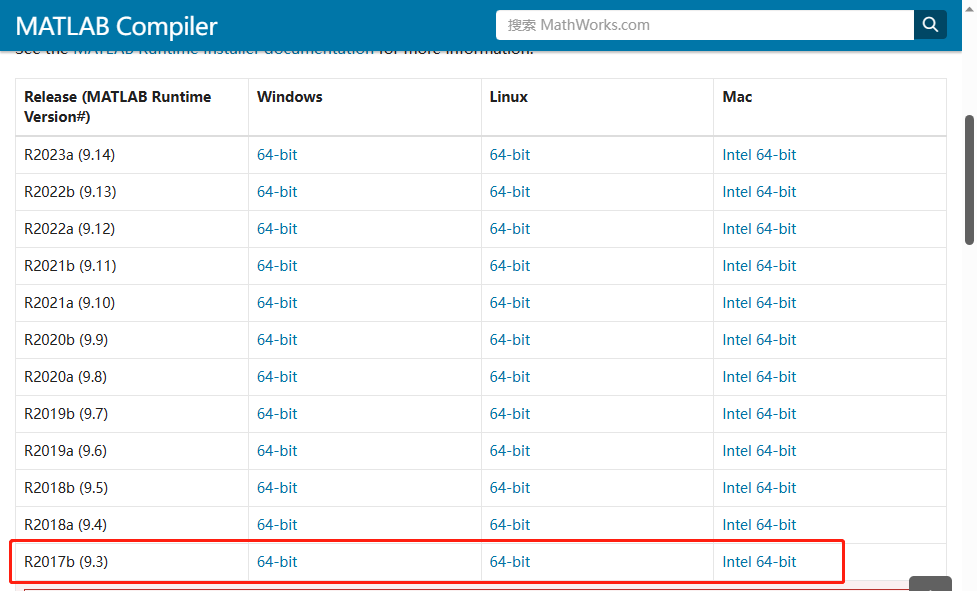 MATLAB Compiler
搜索 MathWorks.com
See the MATLAB Runtime Installer documentation for more information.
Release (MATLAB Runtime Version#) Windows Linux Mac
R2023a (9.14) 64-bit 64-bit Intel 64-bit
R2022b (9.13) 64-bit 64-bit Intel 64-bit
R2022a (9.12) 64-bit 64-bit Intel 64-bit
R2021b (9.11) 64-bit 64-bit Intel 64-bit
R2021a (9.10) 64-bit 64-bit Intel 64-bit
R2020b (9.9) 64-bit 64-bit Intel 64-bit
R2020a (9.8) 64-bit 64-bit Intel 64-bit
R2019b (9.7) 64-bit 64-bit Intel 64-bit
R2019a (9.6) 64-bit 64-bit Intel 64-bit
R2018b (9.5) 64-bit 64-bit Intel 64-bit
R2018a (9.4) 64-bit 64-bit Intel 64-bit
R2017b (9.3) 64-bit 64-bit Intel 64-bit